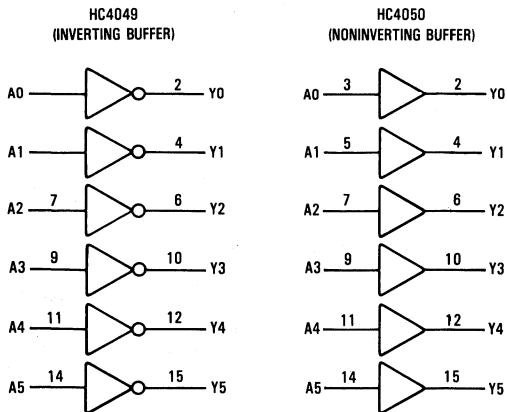 HC4049
(INVERTING BUFFER)
A0 2 Y0
A1 4 Y1
A2 7 6 Y2
A3 9 10 Y3
A4 11 12 Y4
A5 14 15 Y5
HC4050
(NONINVERTING BUFFER)
A0 3 2 Y0
A1 5 4 Y1
A2 7 6 Y2
A3 9 10 Y3
A4 11 12 Y4
A5 14 15 Y5